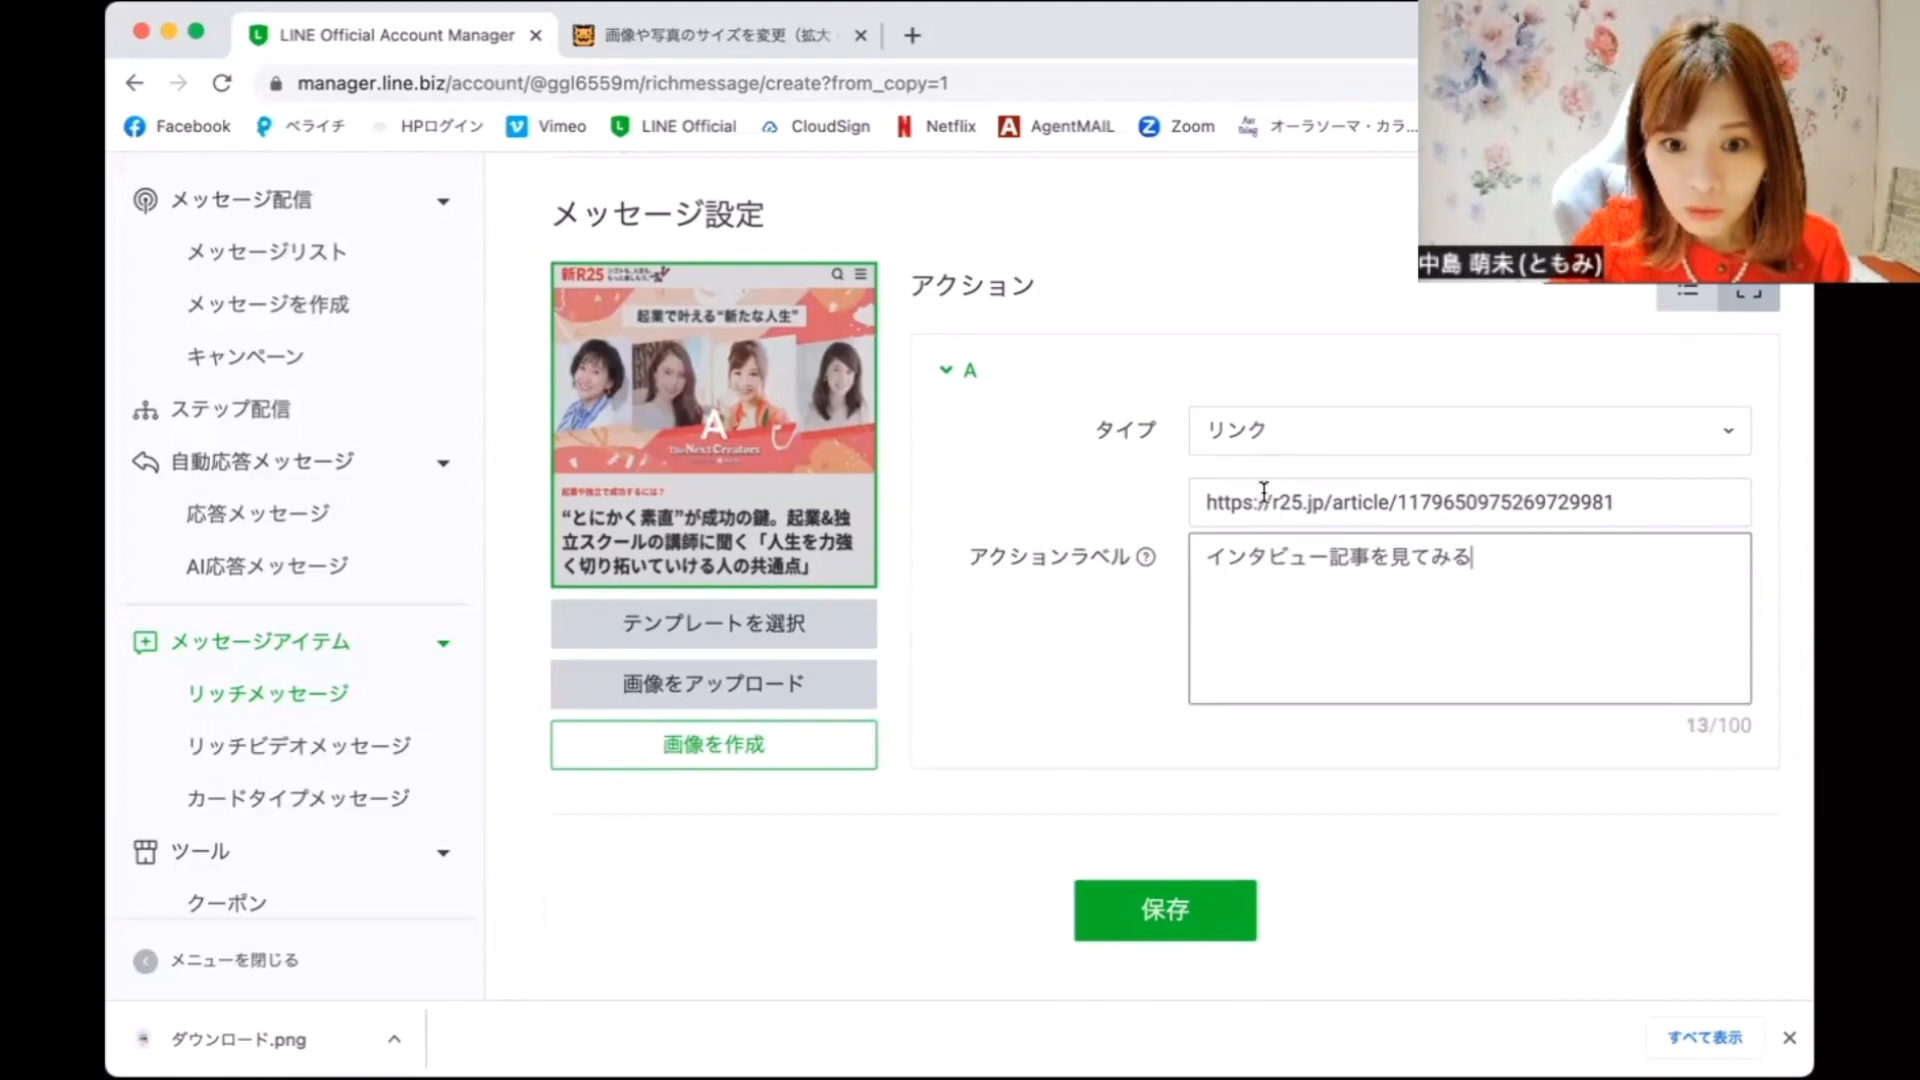 LINE Official Account Manager
画像や写真のサイズを変更（拡大
manager.line.biz/account/@ggl6559m/richmessage/create?from_copy=1
Facebook
ペライチ
HPログイン
Vimeo
LINE Official
CloudSign
Netflix
AgentMAIL
Zoom
オーラソーマ・カラ...
中島 萌未(ともみ)
メッセージ配信
メッセージリスト
メッセージを作成
キャンペーン
ステップ配信
自動応答メッセージ
応答メッセージ
AI応答メッセージ
メッセージアイテム
リッチメッセージ
リッチビデオメッセージ
カードタイプメッセージ
ツール
クーポン
メニューを閉じる
メッセージ設定
新R25
起業で叶える“新たな人生”
A
The Next Creators
起業や独立で成功するには？
“とにかく素直”が成功の鍵。起業&独
立スクールの講師に聞く「人生を力強
く切り拓いていける人の共通点」
テンプレートを選択
画像をアップロード
画像を作成
アクション
A
タイプ
リンク
https://r25.jp/article/1179650975269729981
アクションラベル
インタビュー記事を見てみる
13/100
保存
ダウンロード.png
すべて表示